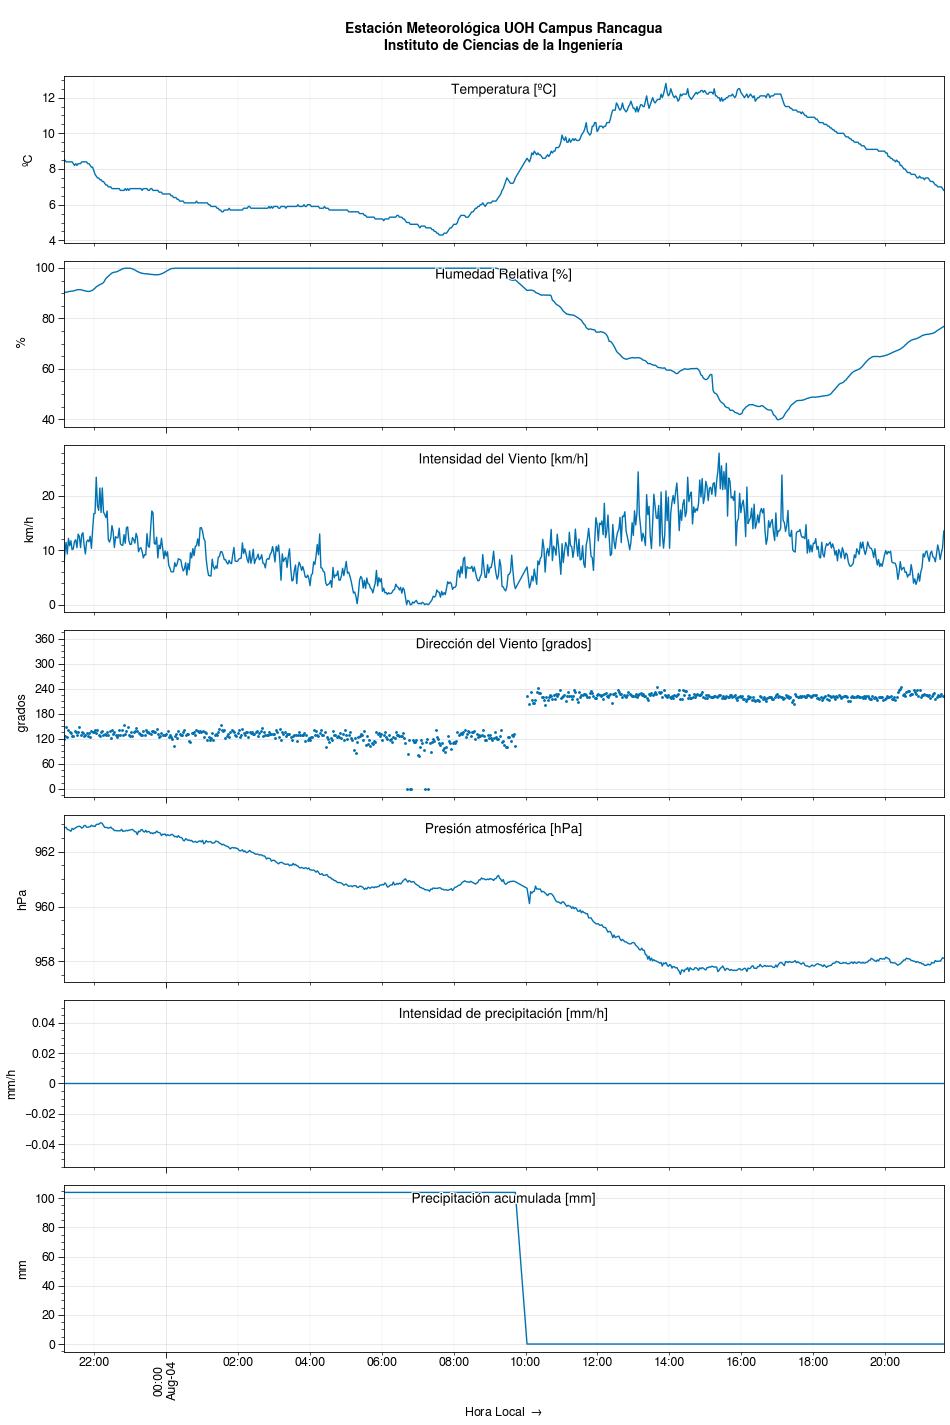 Estación Meteorológica UOH Campus Rancagua
Instituto de Ciencias de la Ingeniería
Temperatura [ºC]
12
10
8
6
4
ºC
Humedad Relativa [%]
100
80
60
40
%
Intensidad del Viento [km/h]
20
10
0
km/h
Dirección del Viento [grados]
360
300
240
180
120
60
0
grados
Presión atmosférica [hPa]
962
960
958
hPa
Intensidad de precipitación [mm/h]
0.04
0.02
0
−0.02
−0.04
mm/h
Precipitación acumulada [mm]
100
80
60
40
20
0
mm
22:00
00:00
Aug-04
02:00
04:00
06:00
08:00
10:00
12:00
14:00
16:00
18:00
20:00
Hora Local →